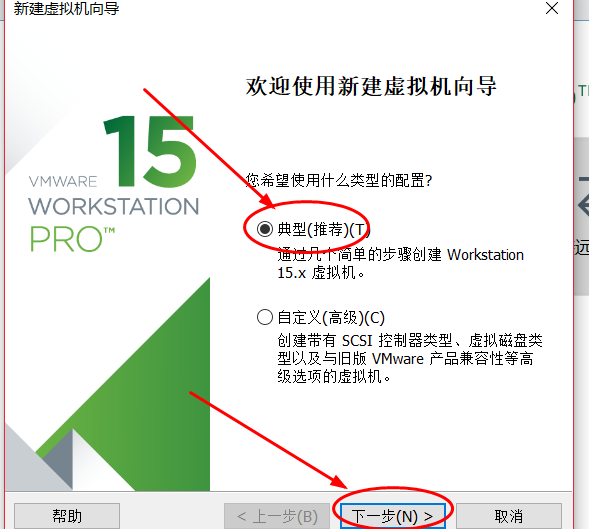 新建虚拟机向导
欢迎使用新建虚拟机向导
15
VMWARE
WORKSTATION
PRO™
您希望使用什么类型的配置?
典型(推荐)(T)
通过几个简单的步骤创建 Workstation
15.x 虚拟机。
自定义(高级)(C)
创建带有 SCSI 控制器类型、虚拟磁盘类
型以及与旧版 VMware 产品兼容性等高
级选项的虚拟机。
远
帮助
< 上一步(B)
下一步(N) >
取消